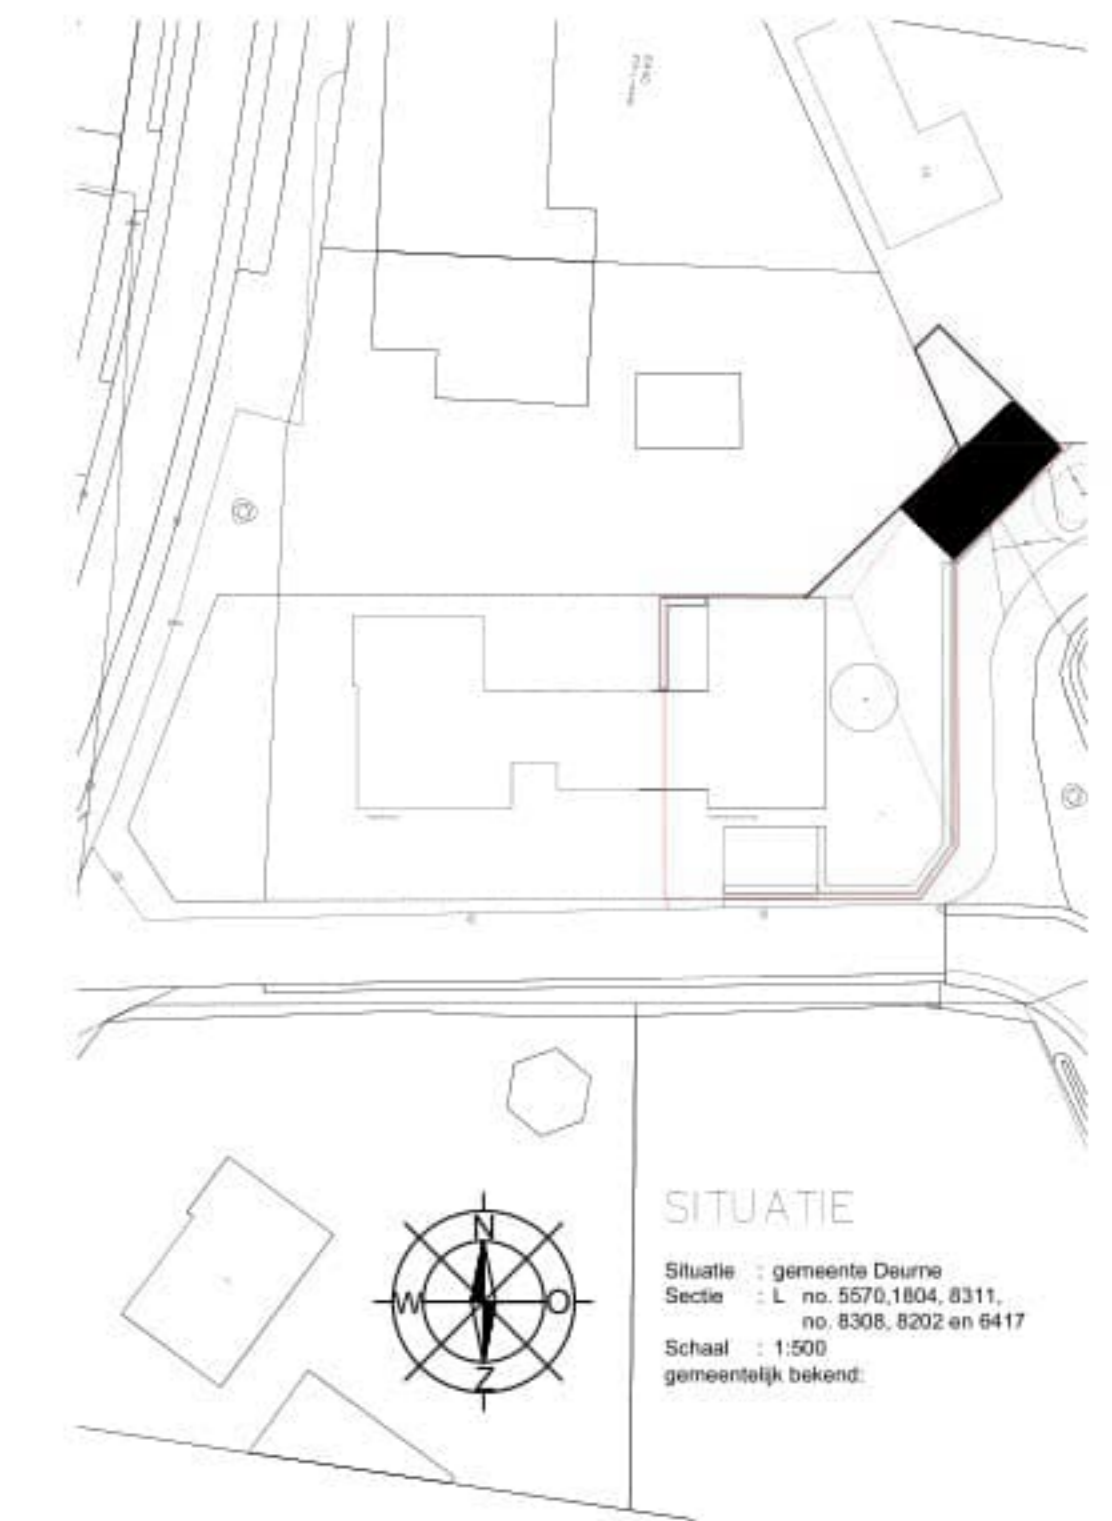 N
W O
Z
SITUATIE
Situatie : gemeente Deurne
Sectie : L no. 5570,1804, 8311,
no. 8308, 8202 en 6417
Schaal : 1:500
gemeentelijk bekend: